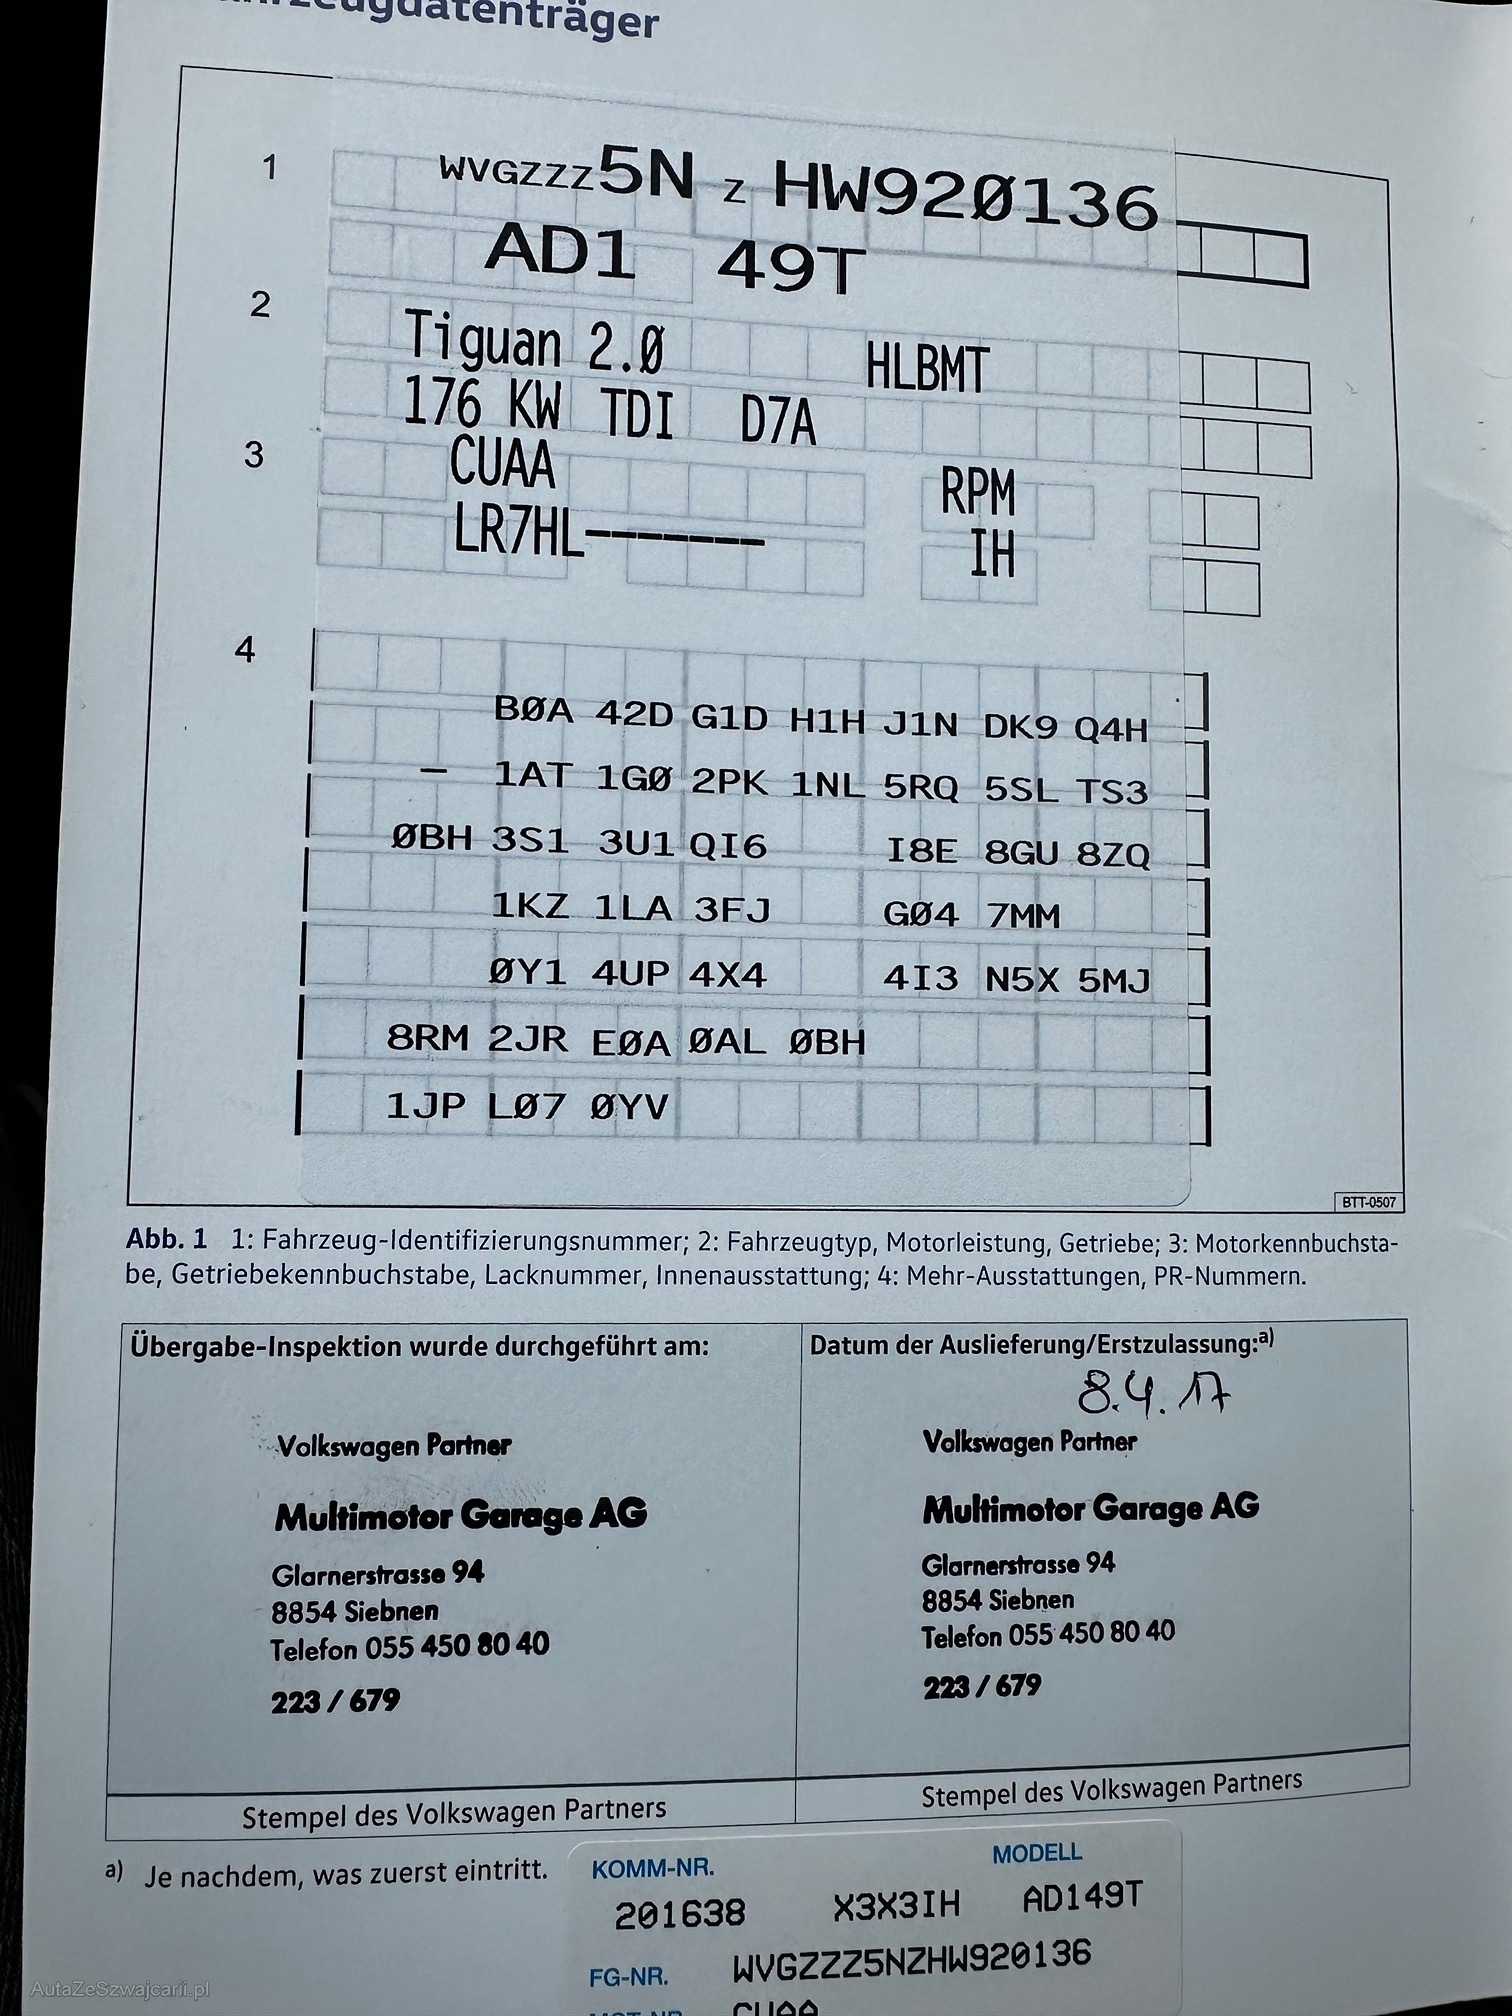 1
WVGZZZ5N Z HW920136
AD1 49T
2
Tiguan 2.0 HLBMT
176 KW TDI D7A
3
CUAA RPM
LR7HL------- IH
4
B0A 42D G1D H1H J1N DK9 Q4H
– 1AT 1G0 2PK 1NL 5RQ 5SL TS3
0BH 3S1 3U1 QI6 I8E 8GU 8ZQ
1KZ 1LA 3FJ G04 7MM
0Y1 4UP 4X4 4I3 N5X 5MJ
8RM 2JR E0A 0AL 0BH
1JP L07 0YV
BTT-0507
Abb. 1 1: Fahrzeug-Identifizierungsnummer; 2: Fahrzeugtyp, Motorleistung, Getriebe; 3: Motorkennbuchsta-
be, Getriebekennbuchstabe, Lacknummer, Innenausstattung; 4: Mehr-Ausstattungen, PR-Nummern.
Übergabe-Inspektion wurde durchgeführt am:
Volkswagen Partner
Multimotor Garage AG
Glarnerstrasse 94
8854 Siebnen
Telefon 055 450 80 40
223 / 679
Stempel des Volkswagen Partners
Datum der Auslieferung/Erstzulassung:a)
8.4.17
Volkswagen Partner
Multimotor Garage AG
Glarnerstrasse 94
8854 Siebnen
Telefon 055 450 80 40
223 / 679
Stempel des Volkswagen Partners
a) Je nachdem, was zuerst eintritt.
KOMM-NR. MODELL
201638 X3X3IH AD149T
FG-NR. WVGZZZ5NZHW920136
CUAA
AutaZeSzwajcarii.pl